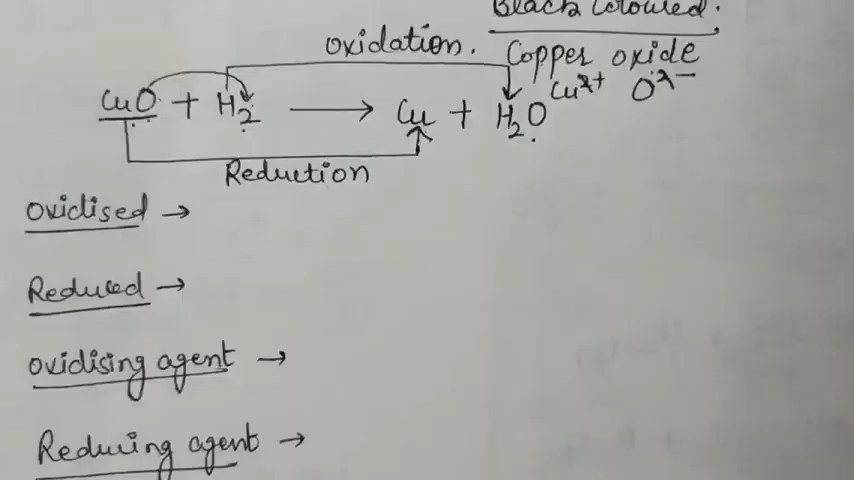 Black Coloured.
Oxidation. Copper oxide
Cu²⁺ O²⁻
CuO + H₂ → Cu + H₂O
Reduction
Oxidised →
Reduced →
Oxidising agent →
Reducing agent →